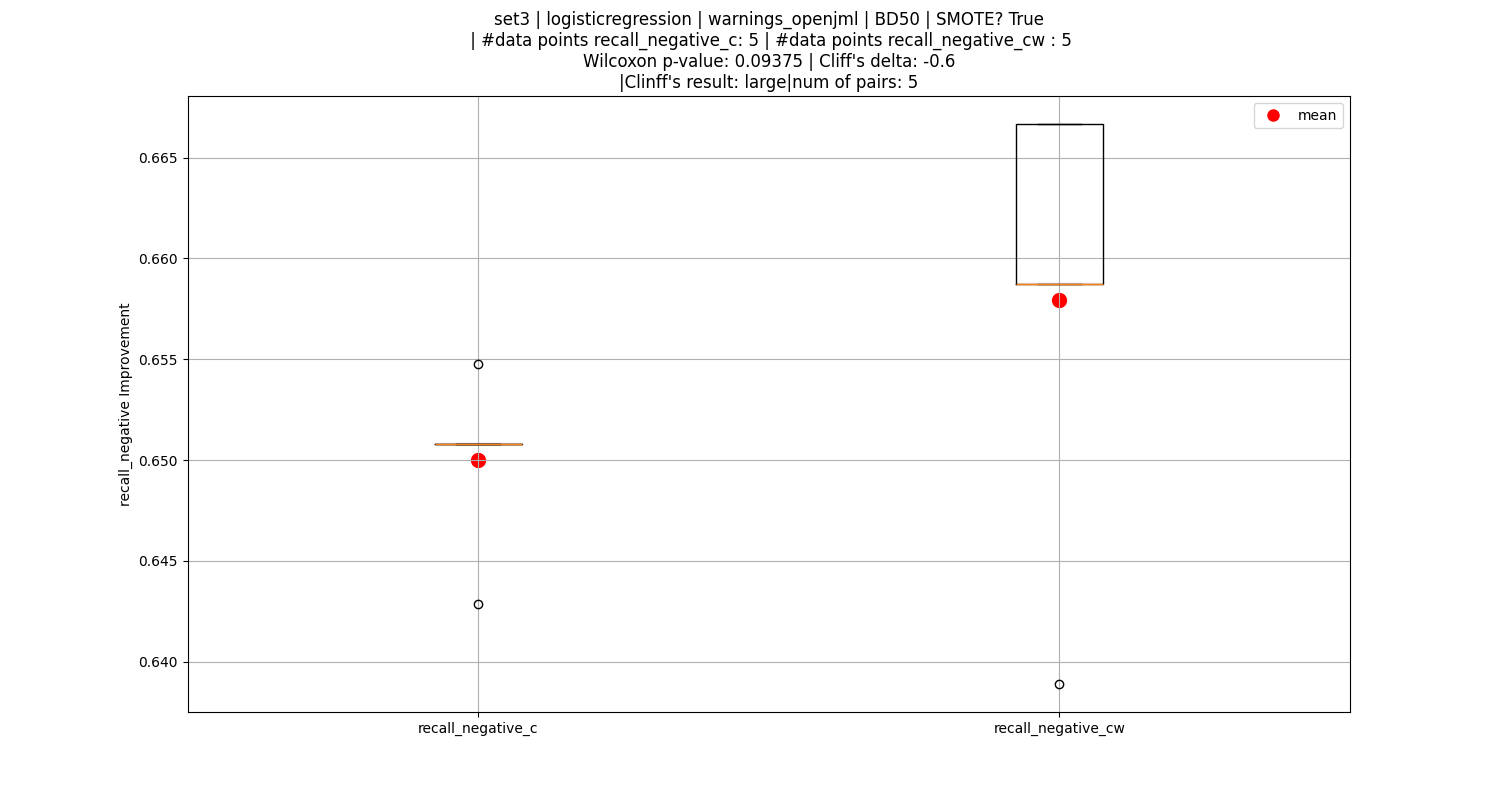 set3 | logisticregression | warnings_openjml | BD50 | SMOTE? True
| #data points recall_negative_c: 5 | #data points recall_negative_cw : 5
Wilcoxon p-value: 0.09375 | Cliff's delta: -0.6
|Clinff's result: large|num of pairs: 5
mean
0.665
0.660
0.655
0.650
0.645
0.640
recall_negative Improvement
recall_negative_c
recall_negative_cw